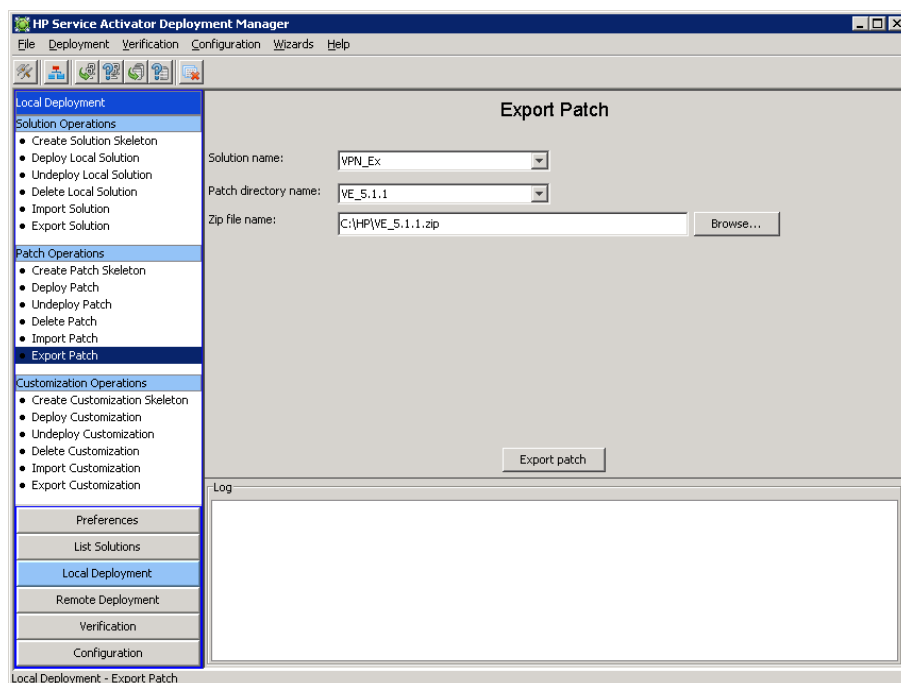 HP Service Activator Deployment Manager
File Deployment Verification Configuration Wizards Help
Local Deployment
Solution Operations
Create Solution Skeleton
Deploy Local Solution
Undeploy Local Solution
Delete Local Solution
Import Solution
Export Solution
Patch Operations
Create Patch Skeleton
Deploy Patch
Undeploy Patch
Delete Patch
Import Patch
Export Patch
Customization Operations
Create Customization Skeleton
Deploy Customization
Undeploy Customization
Delete Customization
Import Customization
Export Customization
Preferences
List Solutions
Local Deployment
Remote Deployment
Verification
Configuration
Export Patch
Solution name: VPN_Ex
Patch directory name: VE_5.1.1
Zip file name: C:\HP\VE_5.1.1.zip Browse...
Export patch
Log
Local Deployment - Export Patch